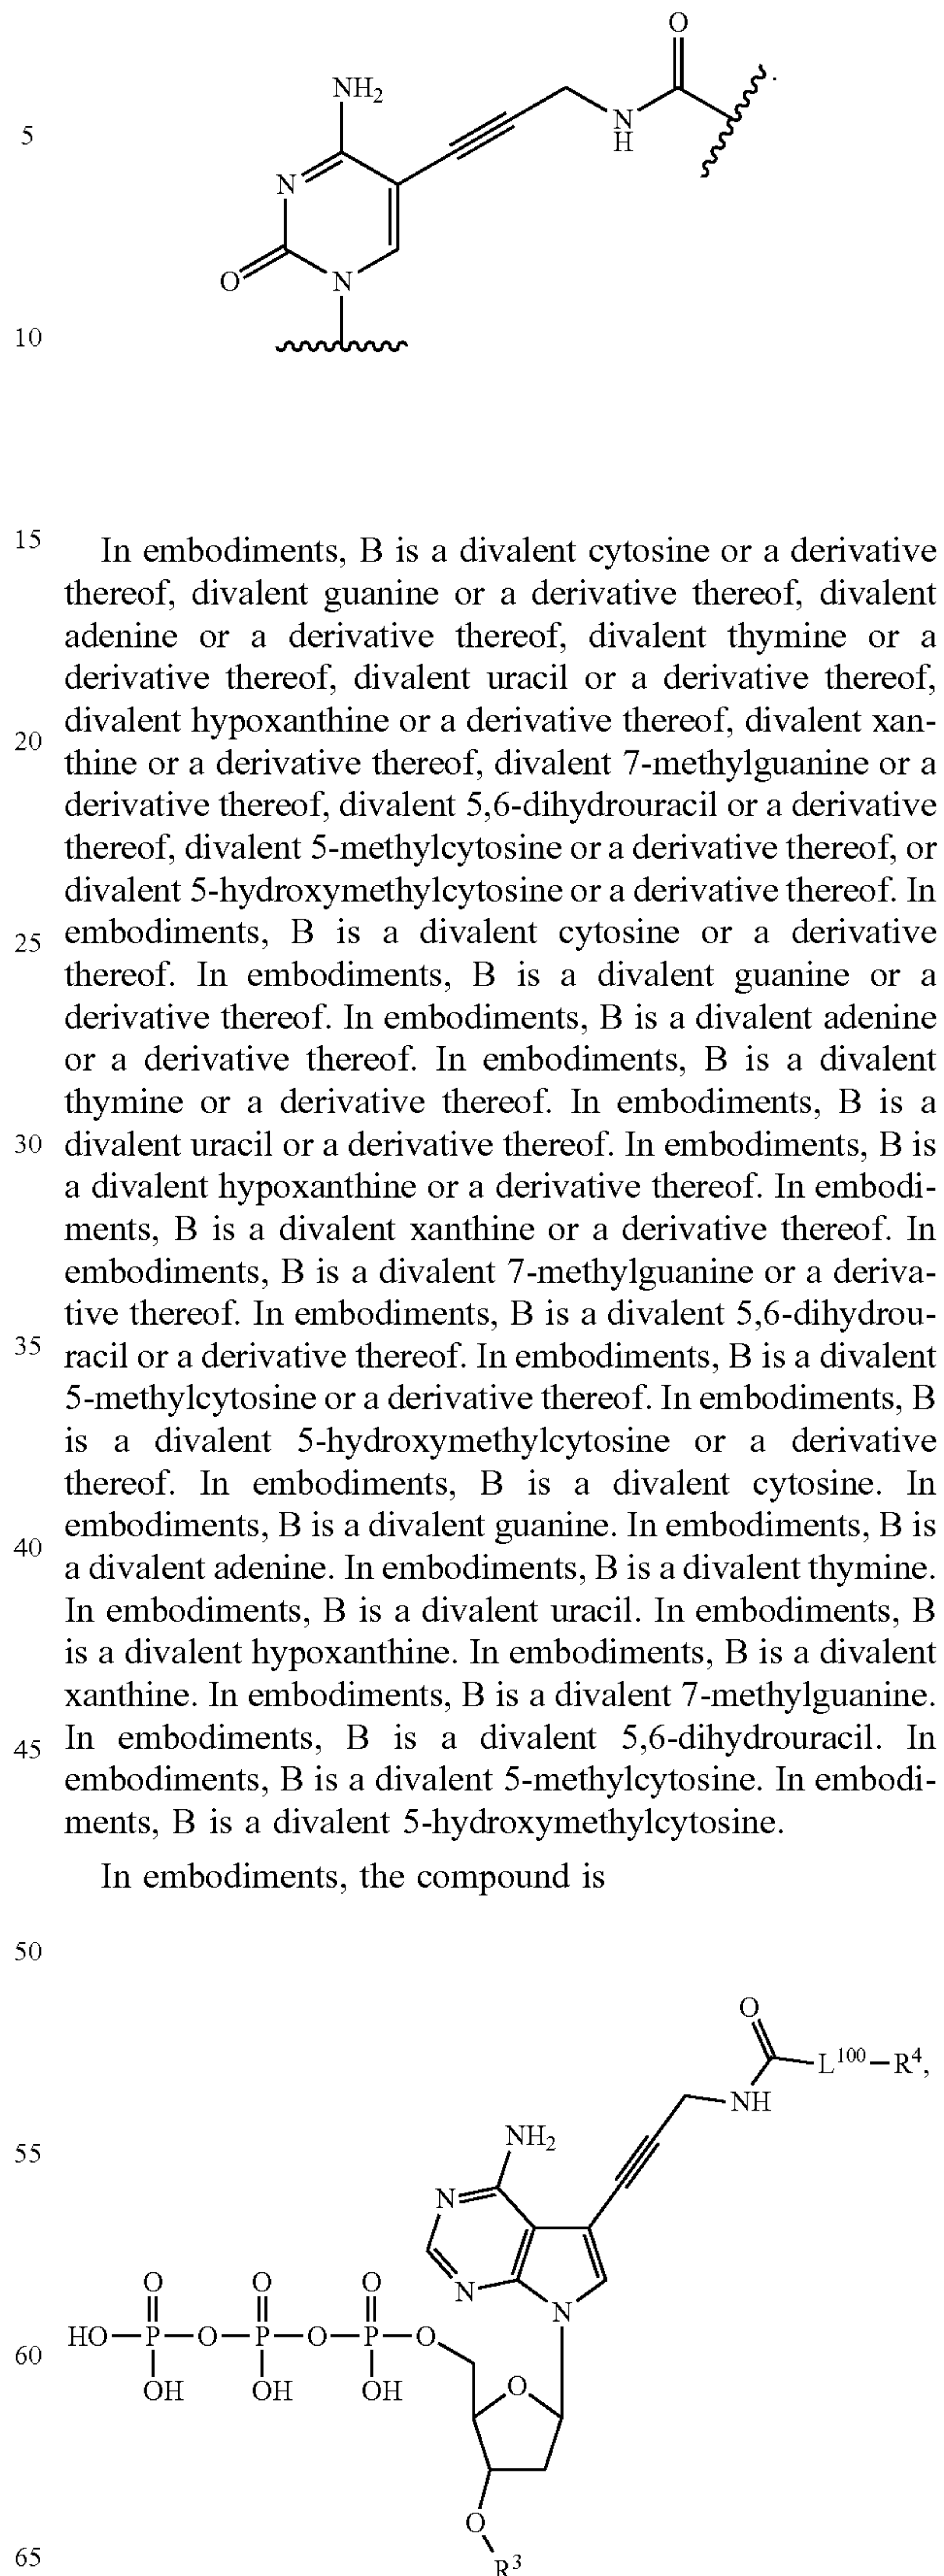 O
NH2
N
H
5
N
O
N
10
15
In embodiments, B is a divalent cytosine or a derivative
thereof, divalent guanine or a derivative thereof, divalent
adenine or a derivative thereof, divalent thymine or a
derivative thereof, divalent uracil or a derivative thereof,
divalent hypoxanthine or a derivative thereof, divalent xan-
20
thine or a derivative thereof, divalent 7-methylguanine or a
derivative thereof, divalent 5,6-dihydrouracil or a derivative
thereof, divalent 5-methylcytosine or a derivative thereof, or
divalent 5-hydroxymethylcytosine or a derivative thereof. In
25
embodiments, B is a divalent cytosine or a derivative
thereof. In embodiments, B is a divalent guanine or a
derivative thereof. In embodiments, B is a divalent adenine
or a derivative thereof. In embodiments, B is a divalent
thymine or a derivative thereof. In embodiments, B is a
30
divalent uracil or a derivative thereof. In embodiments, B is
a divalent hypoxanthine or a derivative thereof. In embodi-
ments, B is a divalent xanthine or a derivative thereof. In
embodiments, B is a divalent 7-methylguanine or a deriva-
tive thereof. In embodiments, B is a divalent 5,6-dihydrou-
35
racil or a derivative thereof. In embodiments, B is a divalent
5-methylcytosine or a derivative thereof. In embodiments, B
is a divalent 5-hydroxymethylcytosine or a derivative
thereof. In embodiments, B is a divalent cytosine. In
embodiments, B is a divalent guanine. In embodiments, B is
40
a divalent adenine. In embodiments, B is a divalent thymine.
In embodiments, B is a divalent uracil. In embodiments, B
is a divalent hypoxanthine. In embodiments, B is a divalent
xanthine. In embodiments, B is a divalent 7-methylguanine.
45
In embodiments, B is a divalent 5,6-dihydrouracil. In
embodiments, B is a divalent 5-methylcytosine. In embodi-
ments, B is a divalent 5-hydroxymethylcytosine.
In embodiments, the compound is
50
O
L100—R4,
NH
55
NH2
N
N
N
O O O
HO—P—O—P—O—P—O
60
OH OH OH
O
O
65
R3